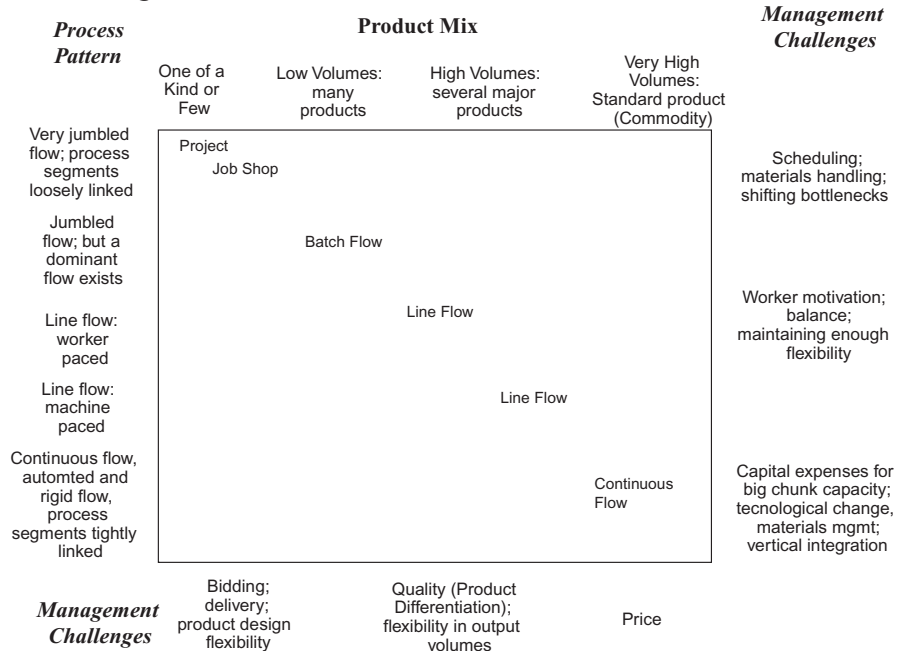 Process
Pattern
Product Mix
Management
Challenges
One of a
Kind or
Few
Low Volumes:
many
products
High Volumes:
several major
products
Very High
Volumes:
Standard product
(Commodity)
Very jumbled
flow; process
segments
loosely linked
Project
Job Shop
Scheduling;
materials handling;
shifting bottlenecks
Jumbled
flow; but a
dominant
flow exists
Batch Flow
Line flow:
worker
paced
Line Flow
Worker motivation;
balance;
maintaining enough
flexibility
Line flow:
machine
paced
Line Flow
Continuous flow,
automted and
rigid flow,
process
segments tightly
linked
Continuous
Flow
Capital expenses for
big chunk capacity;
tecnological change,
materials mgmt;
vertical integration
Management
Challenges
Bidding;
delivery;
product design
flexibility
Quality (Product
Differentiation);
flexibility in output
volumes
Price